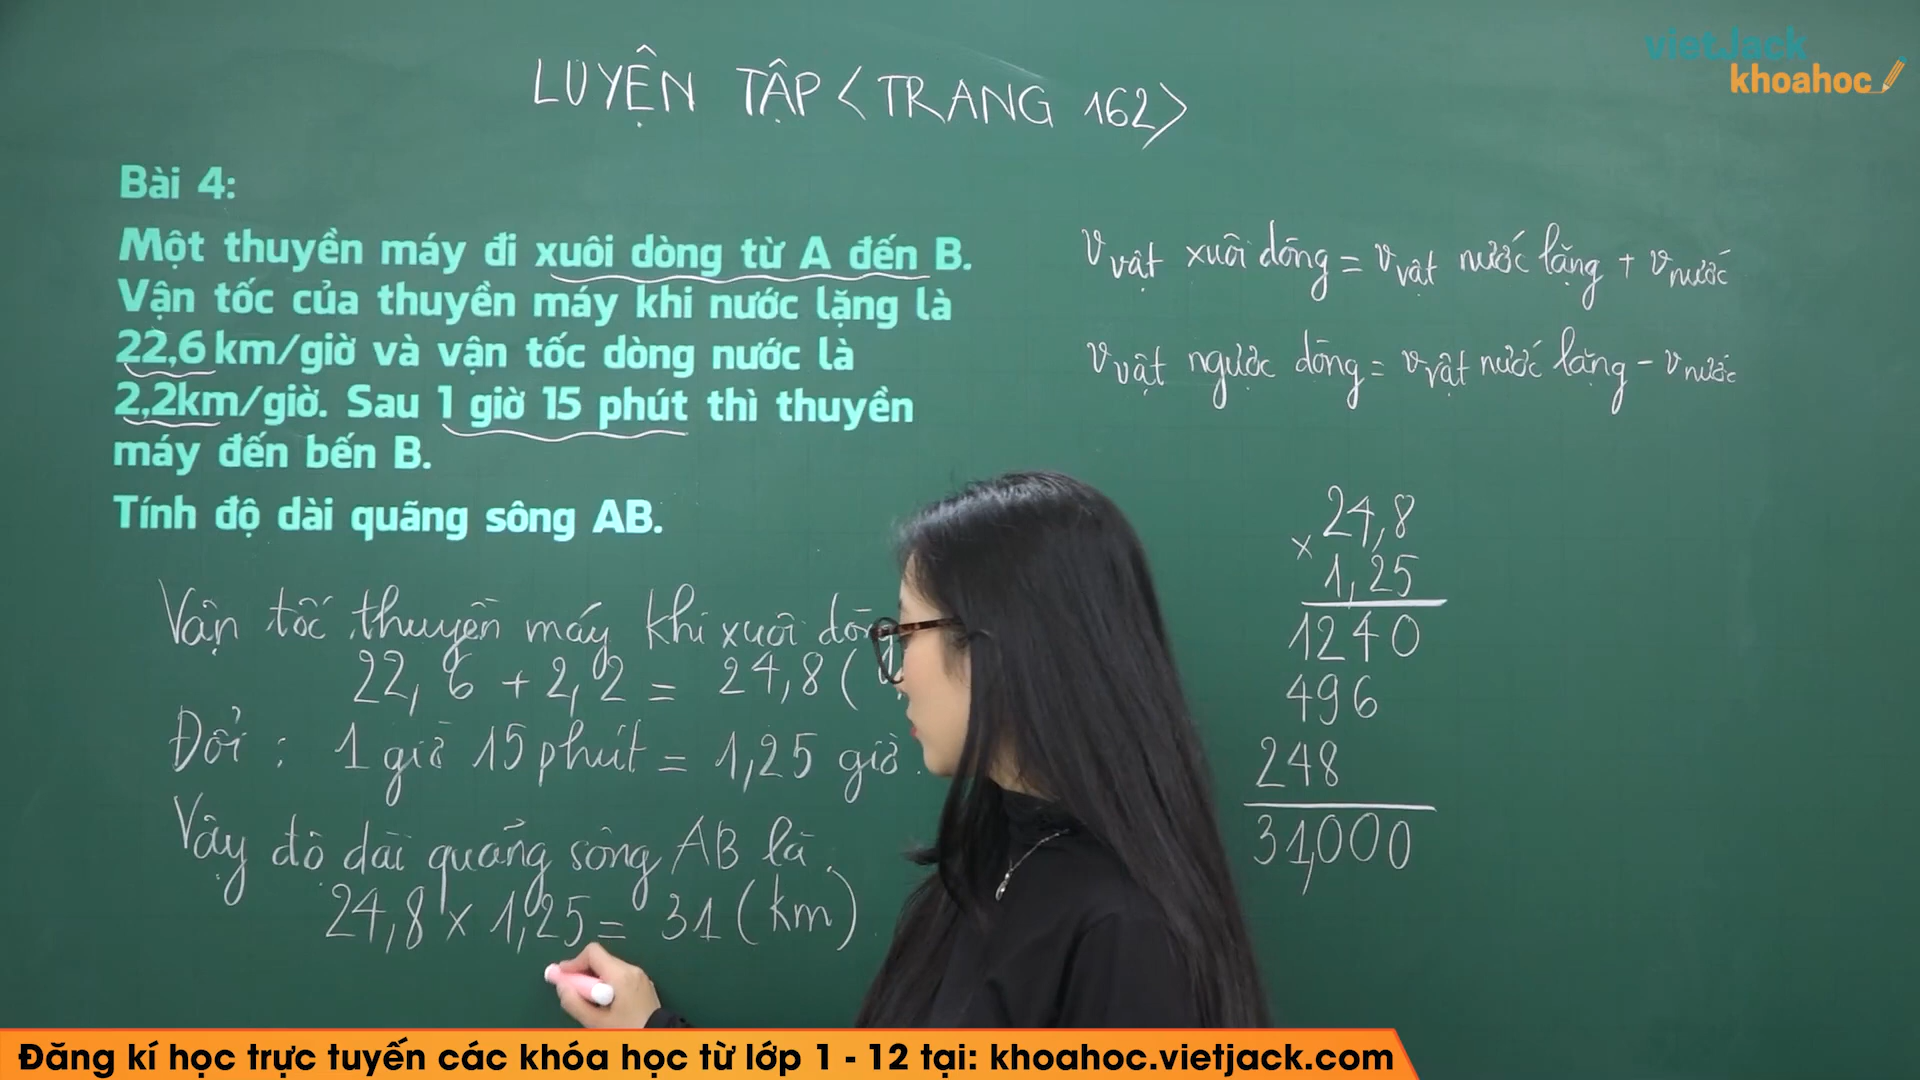 vietJack
khoahoc
LUYỆN TẬP <TRANG 162>
Bài 4:
Một thuyền máy đi xuôi dòng từ A đến B.
Vận tốc của thuyền máy khi nước lặng là
22,6 km/giờ và vận tốc dòng nước là
2,2km/giờ. Sau 1 giờ 15 phút thì thuyền
máy đến bến B.
Tính độ dài quãng sông AB.
Vận tốc thuyền máy khi xuôi dòng
22,6 + 2,2 = 24,8 (
Đổi : 1 giờ 15 phút = 1,25 giờ.
Vậy độ dài quãng sông AB là
24,8 x 1,25 = 31 (km)
v vật xuôi dòng = v vật nước lặng + v nước
v vật ngược dòng = v vật nước lặng - v nước
24,8
x
1,25
1240
496
248
31,000
Đăng kí học trực tuyến các khóa học từ lớp 1 - 12 tại: khoahoc.vietjack.com